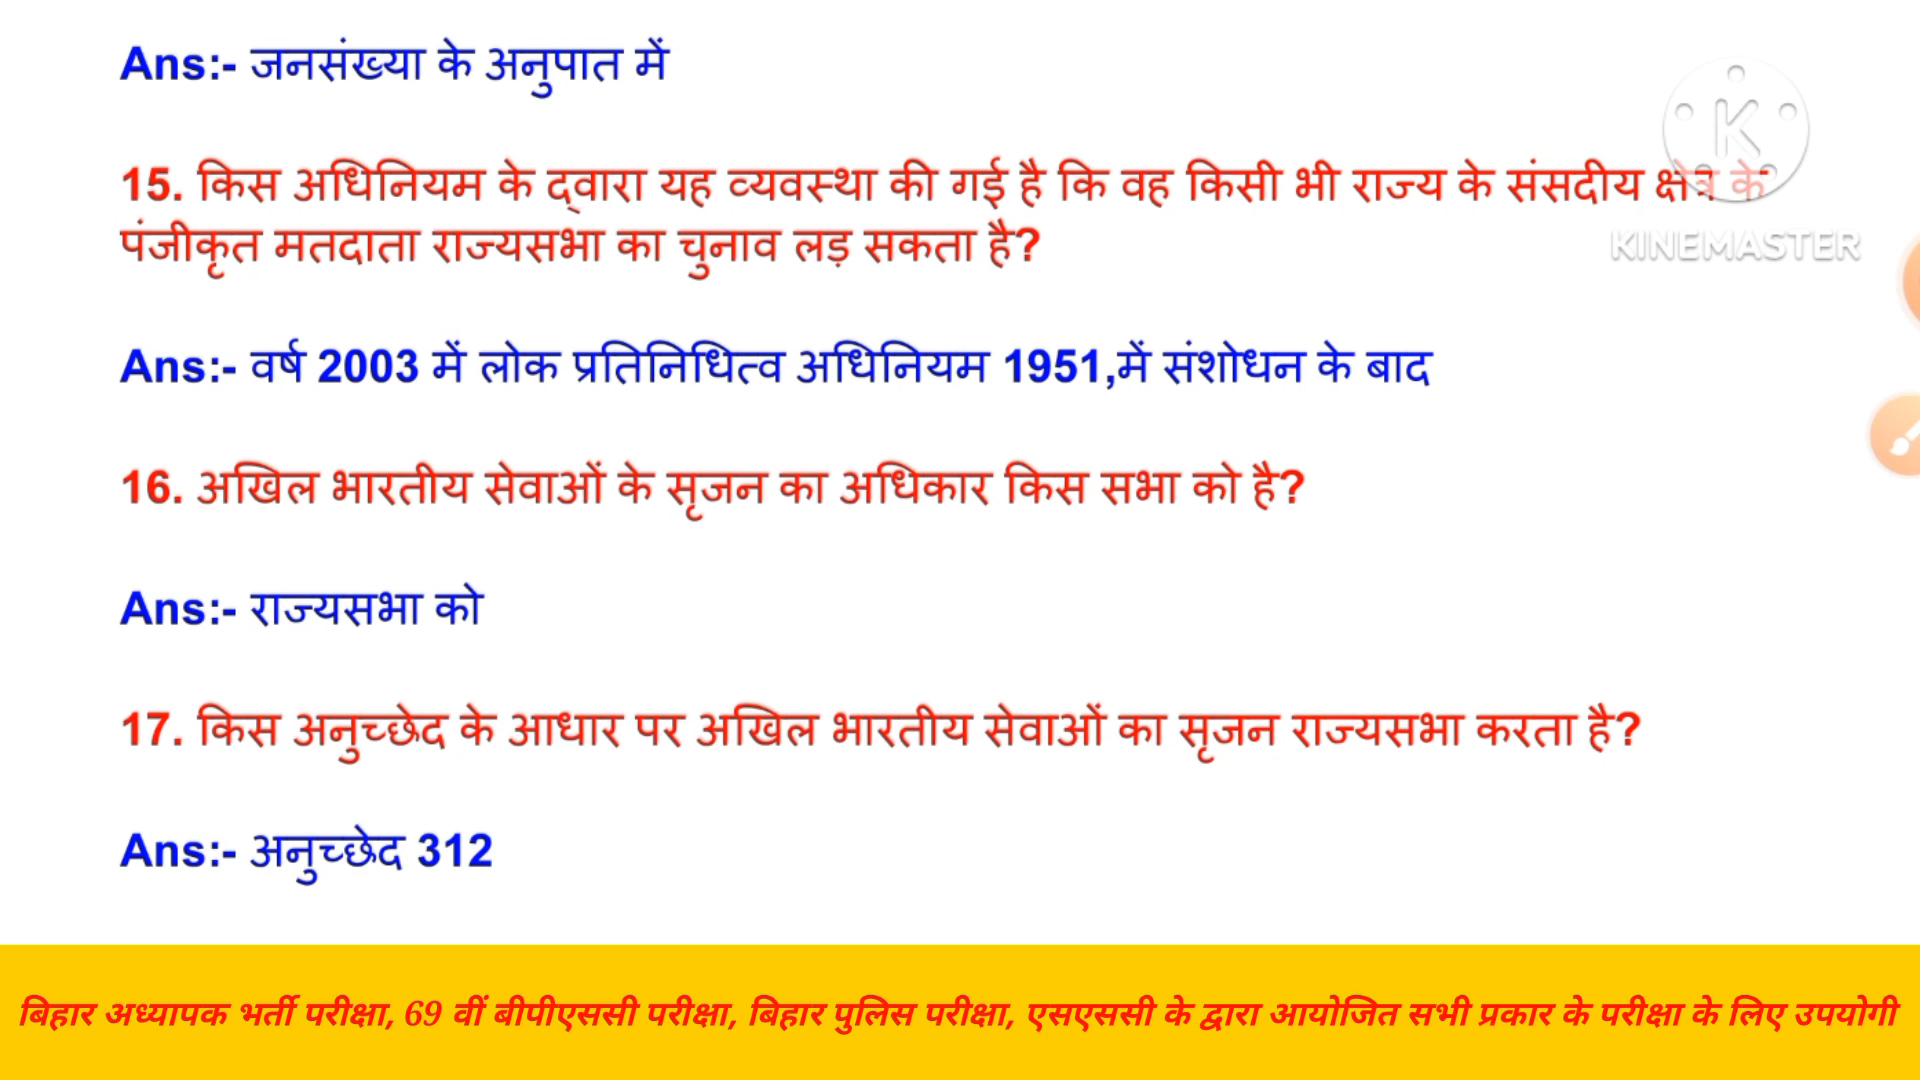 Ans:- जनसंख्या के अनुपात में
15. किस अधिनियम के द्वारा यह व्यवस्था की गई है कि वह किसी भी राज्य के संसदीय क्षेत्र के
पंजीकृत मतदाता राज्यसभा का चुनाव लड़ सकता है?
KINEMASTER
Ans:- वर्ष 2003 में लोक प्रतिनिधित्व अधिनियम 1951,में संशोधन के बाद
16. अखिल भारतीय सेवाओं के सृजन का अधिकार किस सभा को है?
Ans:- राज्यसभा को
17. किस अनुच्छेद के आधार पर अखिल भारतीय सेवाओं का सृजन राज्यसभा करता है?
Ans:- अनुच्छेद 312
बिहार अध्यापक भर्ती परीक्षा, 69 वीं बीपीएससी परीक्षा, बिहार पुलिस परीक्षा, एसएससी के द्वारा आयोजित सभी प्रकार के परीक्षा के लिए उपयोगी